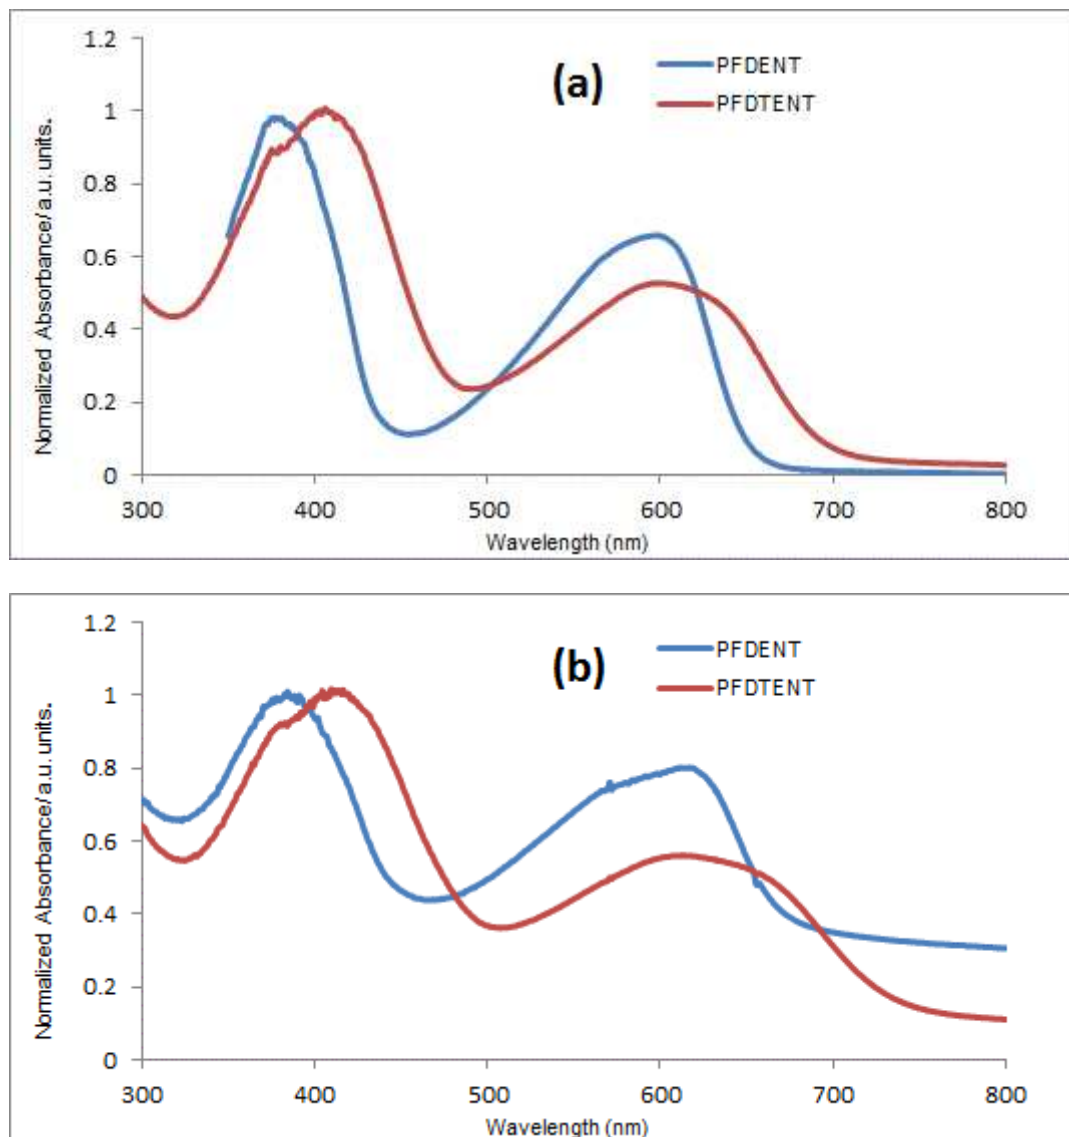 1.2
1
0.8
0.6
0.4
0.2
0
300 400 500 600 700 800
Normalized Absorbance/ a.u. units.
Wavelength (nm)
(a)
PFDENT
PFDTENT
1.2
1
0.8
0.6
0.4
0.2
0
300 400 500 600 700 800
Normalized Absorbance/ a.u. units.
Wavelength (nm)
(b)
PFDENT
PFDTENT